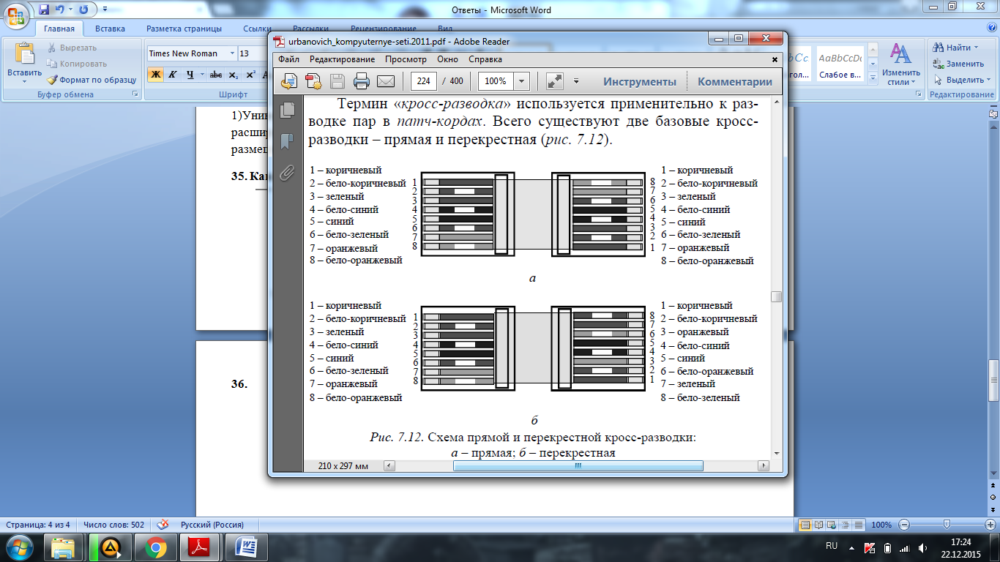 Ответы - Microsoft Word
Главная Вставка Разметка страницы Ссылки Рассылки Рецензирование Вид
Вставить
Вырезать
Копировать
Формат по образцу
Буфер обмена
Times New Roman 13
Ж К Ч abc x₂ x²
Шрифт
AaBbCcDc
Слабое в...
Изменить стили
Найти
Заменить
Выделить
Редактирование
urbanovich_kompyuternye-seti.2011.pdf - Adobe Reader
Файл Редактирование Просмотр Окно Справка
224 / 400 100% Инструменты Комментарии
Термин «кросс-разводка» используется применительно к раз-
водке пар в патч-кордах. Всего существуют две базовые кросс-
разводки – прямая и перекрестная (рис. 7.12).
1 – коричневый
2 – бело-коричневый
3 – зеленый
4 – бело-синий
5 – синий
6 – бело-зеленый
7 – оранжевый
8 – бело-оранжевый
1
2
3
4
5
6
7
8
8
7
6
5
4
3
2
1
1 – коричневый
2 – бело-коричневый
3 – зеленый
4 – бело-синий
5 – синий
6 – бело-зеленый
7 – оранжевый
8 – бело-оранжевый
а
1 – коричневый
2 – бело-коричневый
3 – зеленый
4 – бело-синий
5 – синий
6 – бело-зеленый
7 – оранжевый
8 – бело-оранжевый
1
2
3
4
5
6
7
8
8
7
6
5
4
3
2
1
1 – коричневый
2 – бело-коричневый
3 – оранжевый
4 – бело-синий
5 – синий
6 – бело-оранжевый
7 – зеленый
8 – бело-зеленый
б
Рис. 7.12. Схема прямой и перекрестной кросс-разводки:
а – прямая; б – перекрестная
210 x 297 мм
1)Уни
расши
разме
35. Ка
36.
Страница: 4 из 4 Число слов: 502 Русский (Россия) 100%
RU 17:24
22.12.2015